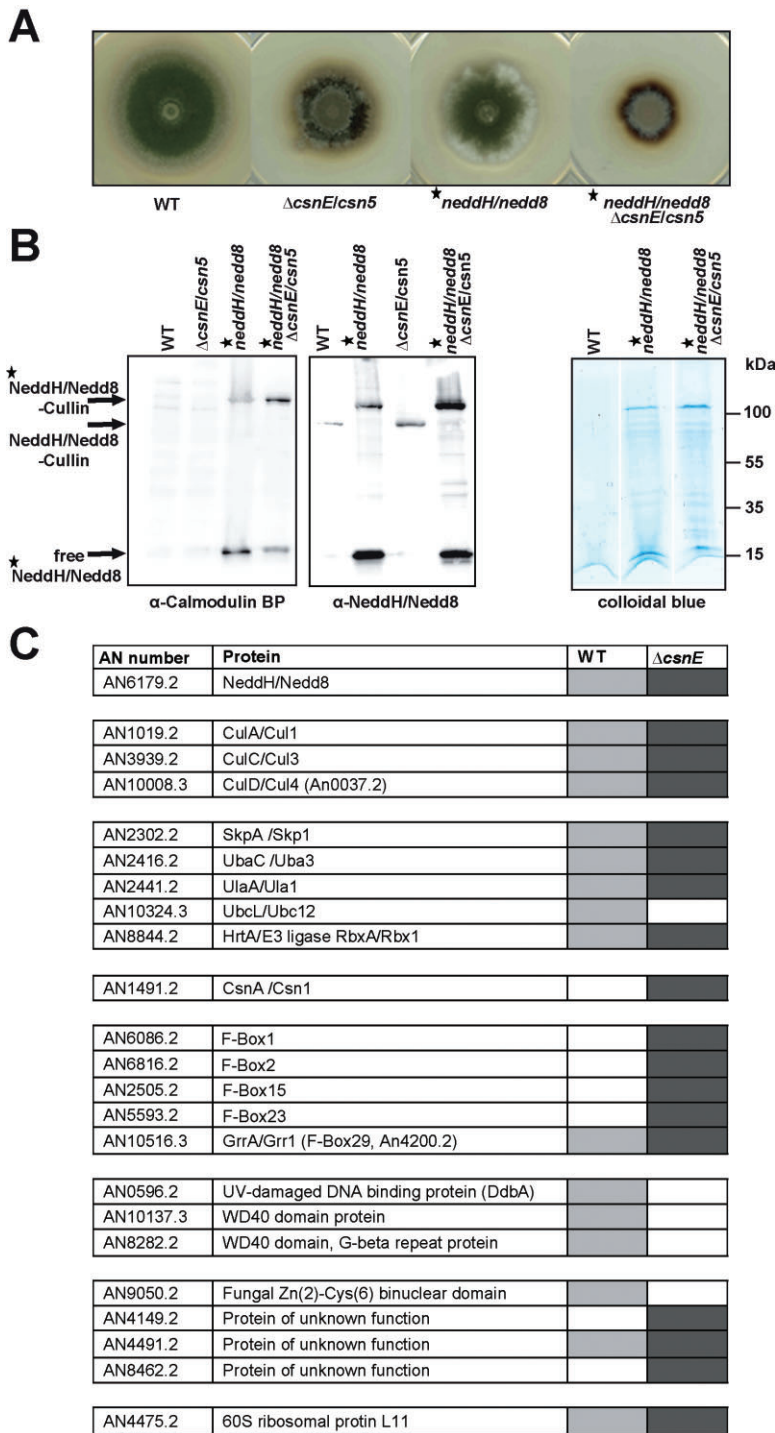 A
WT
ΔcsnE/csn5
★neddH/nedd8
★neddH/nedd8
ΔcsnE/csn5
B
WT
ΔcsnE/csn5
★neddH/nedd8
★neddH/nedd8
ΔcsnE/csn5
WT
★neddH/nedd8
ΔcsnE/csn5
★neddH/nedd8
ΔcsnE/csn5
WT
★neddH/nedd8
★neddH/nedd8
ΔcsnE/csn5
★
NeddH/Nedd8
-Cullin
NeddH/Nedd8
-Cullin
free
★NeddH/Nedd8
kDa
100
55
35
15
α-Calmodulin BP
α-NeddH/Nedd8
colloidal blue
C
AN number Protein WT ΔcsnE
AN6179.2 NeddH/Nedd8
AN1019.2 CulA/Cul1
AN3939.2 CulC/Cul3
AN10008.3 CulD/Cul4 (An0037.2)
AN2302.2 SkpA /Skp1
AN2416.2 UbaC /Uba3
AN2441.2 UlaA/Ula1
AN10324.3 UbcL/Ubc12
AN8844.2 HrtA/E3 ligase RbxA/Rbx1
AN1491.2 CsnA /Csn1
AN6086.2 F-Box1
AN6816.2 F-Box2
AN2505.2 F-Box15
AN5593.2 F-Box23
AN10516.3 GrrA/Grr1 (F-Box29, An4200.2)
AN0596.2 UV-damaged DNA binding protein (DdbA)
AN10137.3 WD40 domain protein
AN8282.2 WD40 domain, G-beta repeat protein
AN9050.2 Fungal Zn(2)-Cys(6) binuclear domain
AN4149.2 Protein of unknown function
AN4491.2 Protein of unknown function
AN8462.2 Protein of unknown function
AN4475.2 60S ribosomal protin L11